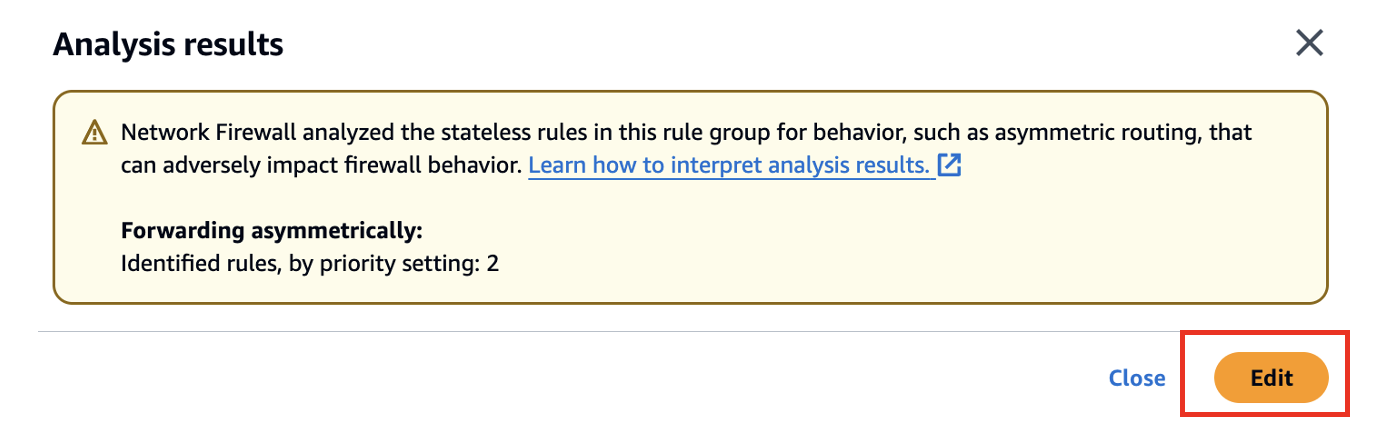 Analysis results
Network Firewall analyzed the stateless rules in this rule group for behavior, such as asymmetric routing, that
can adversely impact firewall behavior. Learn how to interpret analysis results.
Forwarding asymmetrically:
Identified rules, by priority setting: 2
Close
Edit